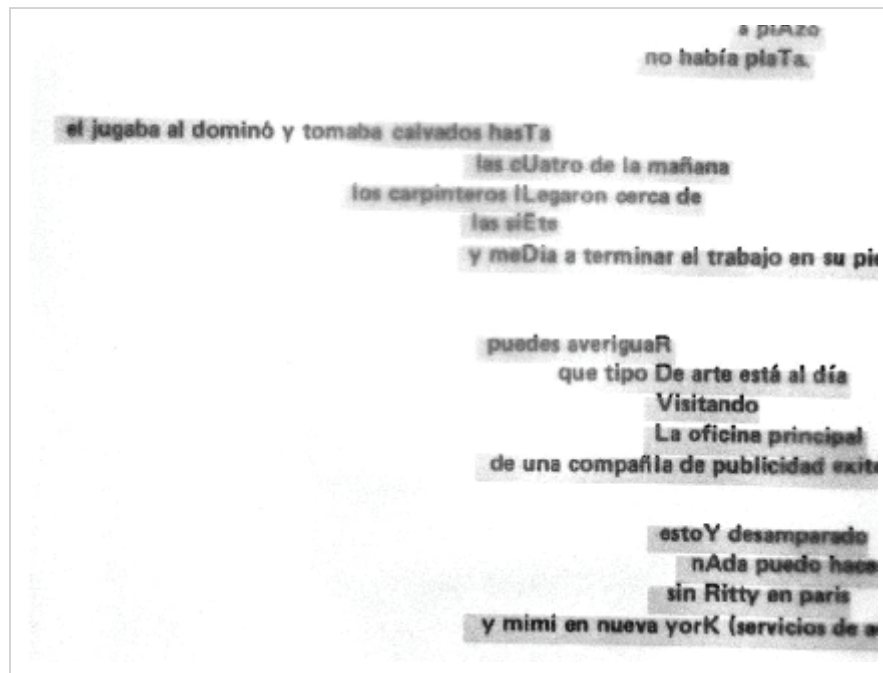 a plAzo
no había plaTa.
el jugaba al dominó y tomaba calvados hasTa
las cUatro de la mañana
los carpinteros lLegaron cerca de
las siEte
y meDia a terminar el trabajo en su
puedes averiguaR
que tipo De arte está al día
Visitando
La oficina principal
de una compañIa de publicidad
estoY desamparado
nAda puedo
sin Ritty en paris
y mimi en nueva yorK (servicios de